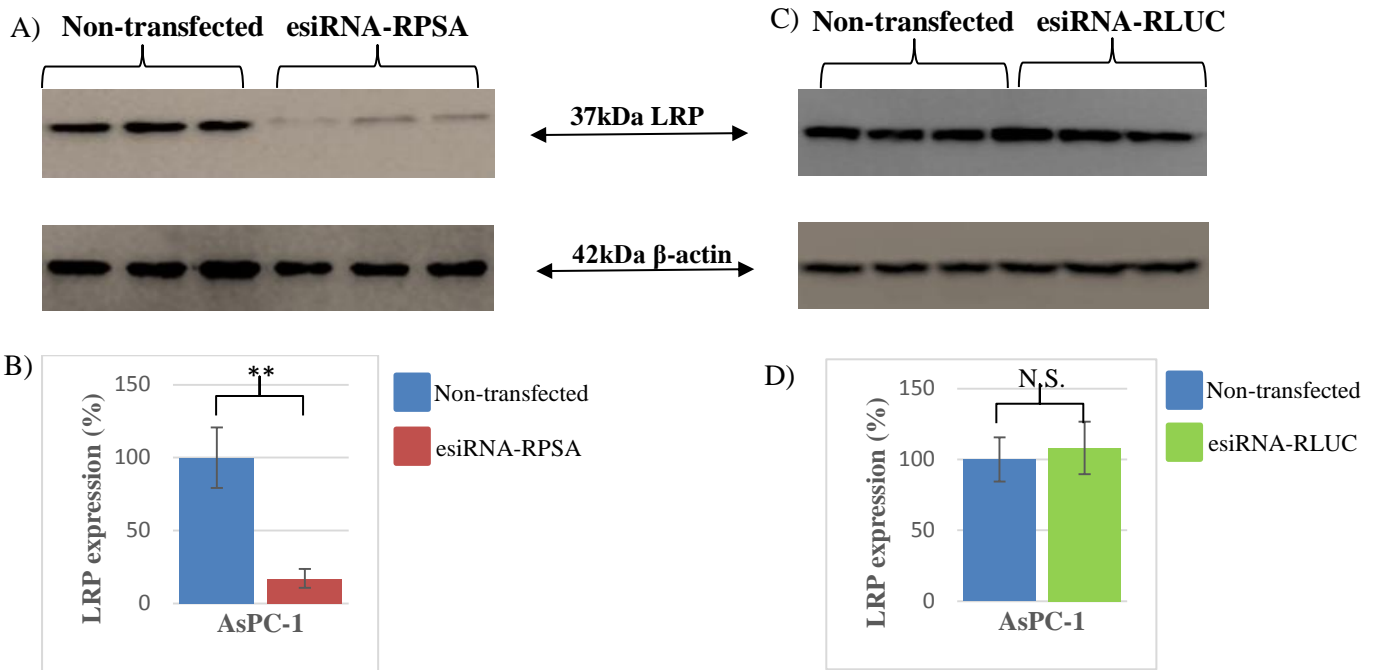 A) Non-transfected esiRNA-RPSA
C) Non-transfected esiRNA-RLUC
37kDa LRP
42kDa β-actin
B)
**
150
100
50
0
LRP expression (%)
AsPC-1
Non-transfected
esiRNA-RPSA
D)
N.S.
150
100
50
0
LRP expression (%)
AsPC-1
Non-transfected
esiRNA-RLUC